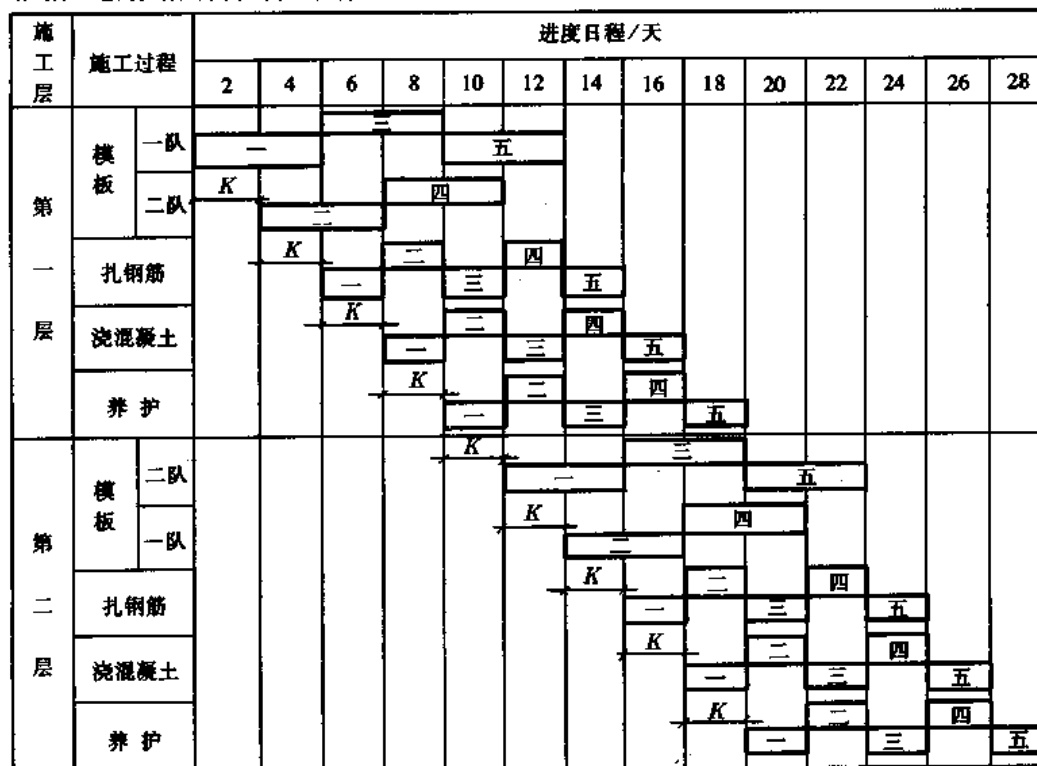 施工层 施工过程 进度日程/天
2 4 6 8 10 12 14 16 18 20 22 24 26 28
第一层
模板 一队
三
一 五
K
二队
四
二
扎钢筋
K 二 四
一 三 五
浇混凝土
K 二 四
一 三 五
养护
K 二 四
一 三 五
第二层
模板 二队
K 三
一 五
一队
K 四
二
扎钢筋
K 二 四
一 三 五
浇混凝土
K 二 四
一 三 五
养护
K 二 四
一 三 五